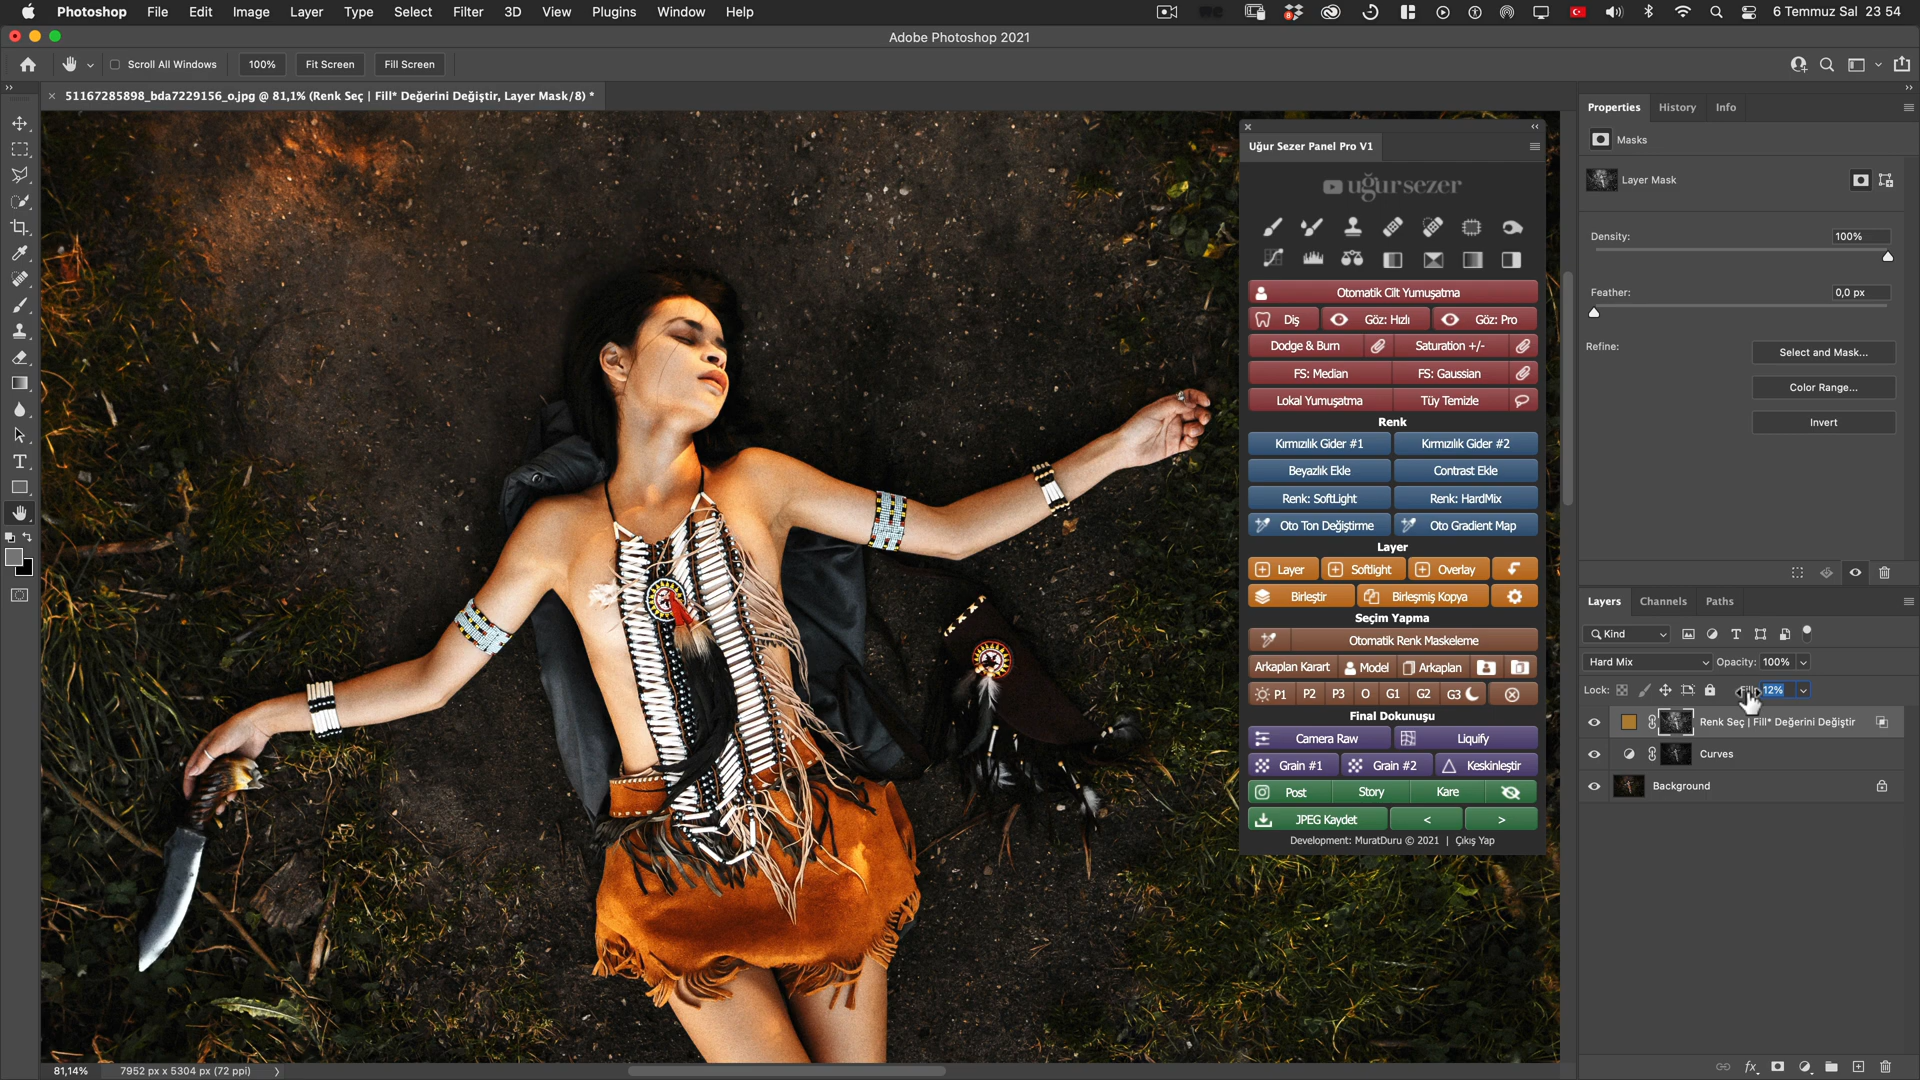 Photoshop File Edit Image Layer Type Select Filter 3D View Plugins Window Help 6 Temmuz Sal 23 54
Adobe Photoshop 2021
Scroll All Windows 100% Fit Screen Fill Screen
51167285898_bda7229156_o.jpg @ 81,1% (Renk Seç | Fill* Değerini Değiştir, Layer Mask/8) *
Uğur Sezer Panel Pro V1
uğursezer
Otomatik Cilt Yumuşatma
Diş Göz: Hızlı Göz: Pro
Dodge & Burn Saturation +/-
FS: Median FS: Gaussian
Lokal Yumuşatma Tüy Temizle
Renk
Kırmızılık Gider #1 Kırmızılık Gider #2
Beyazlık Ekle Contrast Ekle
Renk: SoftLight Renk: HardMix
Oto Ton Değiştirme Oto Gradient Map
Layer
Layer Softlight Overlay
Birleştir Birleşmiş Kopya
Seçim Yapma
Otomatik Renk Maskeleme
Arkaplan Karart Model Arkaplan
P1 P2 P3 O G1 G2 G3
Final Dokunuşu
Camera Raw Liquify
Grain #1 Grain #2 Keskinleştir
Post Story Kare
JPEG Kaydet < >
Development: MuratDuru © 2021 | Çıkış Yap
Properties History Info
Masks
Layer Mask
Density: 100%
Feather: 0,0 px
Refine: Select and Mask...
Color Range...
Invert
Layers Channels Paths
Kind
Hard Mix Opacity: 100%
Lock: 12%
Renk Seç | Fill* Değerini Değiştir
Curves
Background
81,14% 7952 px x 5304 px (72 ppi)